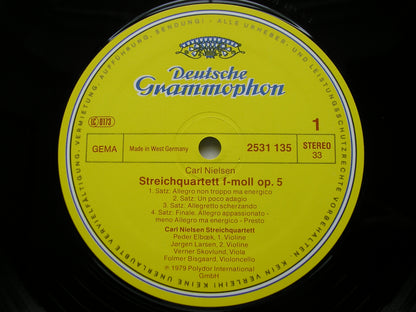 ALLE URHEBER- UND LEISTUNGSSCHUTZRECHTE VORBEHALTEN. KEIN VERLEIH! KEINE UNERLAUBTE VERVIELFÄLTIGUNG, VERMIETUNG, AUFFÜHRUNG, SENDUNG!
Deutsche
Grammophon
LC 0173
1
GEMA
Made in West Germany
2531 135
STEREO
33
Carl Nielsen
Streichquartett f-moll op. 5
1. Satz: Allegro non troppo ma energico
2. Satz: Un poco adagio
3. Satz: Allegretto scherzando
4. Satz: Finale. Allegro appassionato -
meno Allegro ma energico - Presto
Carl Nielsen Streichquartett
Peder Elbœk, 1. Violine
Jørgen Larsen, 2. Violine
Verner Skovlund, Viola
Folmer Bisgaard, Violoncello
℗ 1979 Polydor International
GmbH